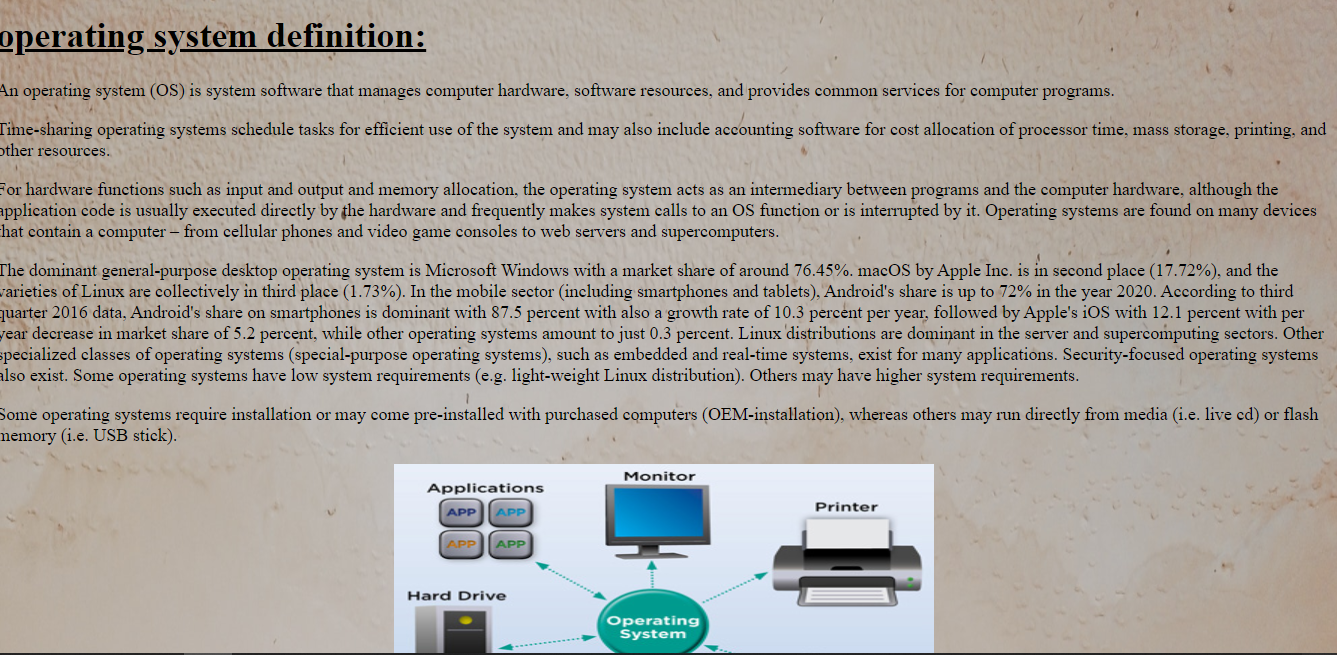 operating system definition:
An operating system (OS) is system software that manages computer hardware, software resources, and provides common services for computer programs.
Time-sharing operating systems schedule tasks for efficient use of the system and may also include accounting software for cost allocation of processor time, mass storage, printing, and
other resources.
For hardware functions such as input and output and memory allocation, the operating system acts as an intermediary between programs and the computer hardware, although the
application code is usually executed directly by the hardware and frequently makes system calls to an OS function or is interrupted by it. Operating systems are found on many devices
that contain a computer – from cellular phones and video game consoles to web servers and supercomputers.
The dominant general-purpose desktop operating system is Microsoft Windows with a market share of around 76.45%. macOS by Apple Inc. is in second place (17.72%), and the
varieties of Linux are collectively in third place (1.73%). In the mobile sector (including smartphones and tablets), Android's share is up to 72% in the year 2020. According to third
quarter 2016 data, Android's share on smartphones is dominant with 87.5 percent with also a growth rate of 10.3 percent per year, followed by Apple's iOS with 12.1 percent with per
year decrease in market share of 5.2 percent, while other operating systems amount to just 0.3 percent. Linux distributions are dominant in the server and supercomputing sectors. Other
specialized classes of operating systems (special-purpose operating systems), such as embedded and real-time systems, exist for many applications. Security-focused operating systems
also exist. Some operating systems have low system requirements (e.g. light-weight Linux distribution). Others may have higher system requirements.
Some operating systems require installation or may come pre-installed with purchased computers (OEM-installation), whereas others may run directly from media (i.e. live cd) or flash
memory (i.e. USB stick).
Monitor
Applications
APP APP
APP APP
Printer
Hard Drive
Operating
System